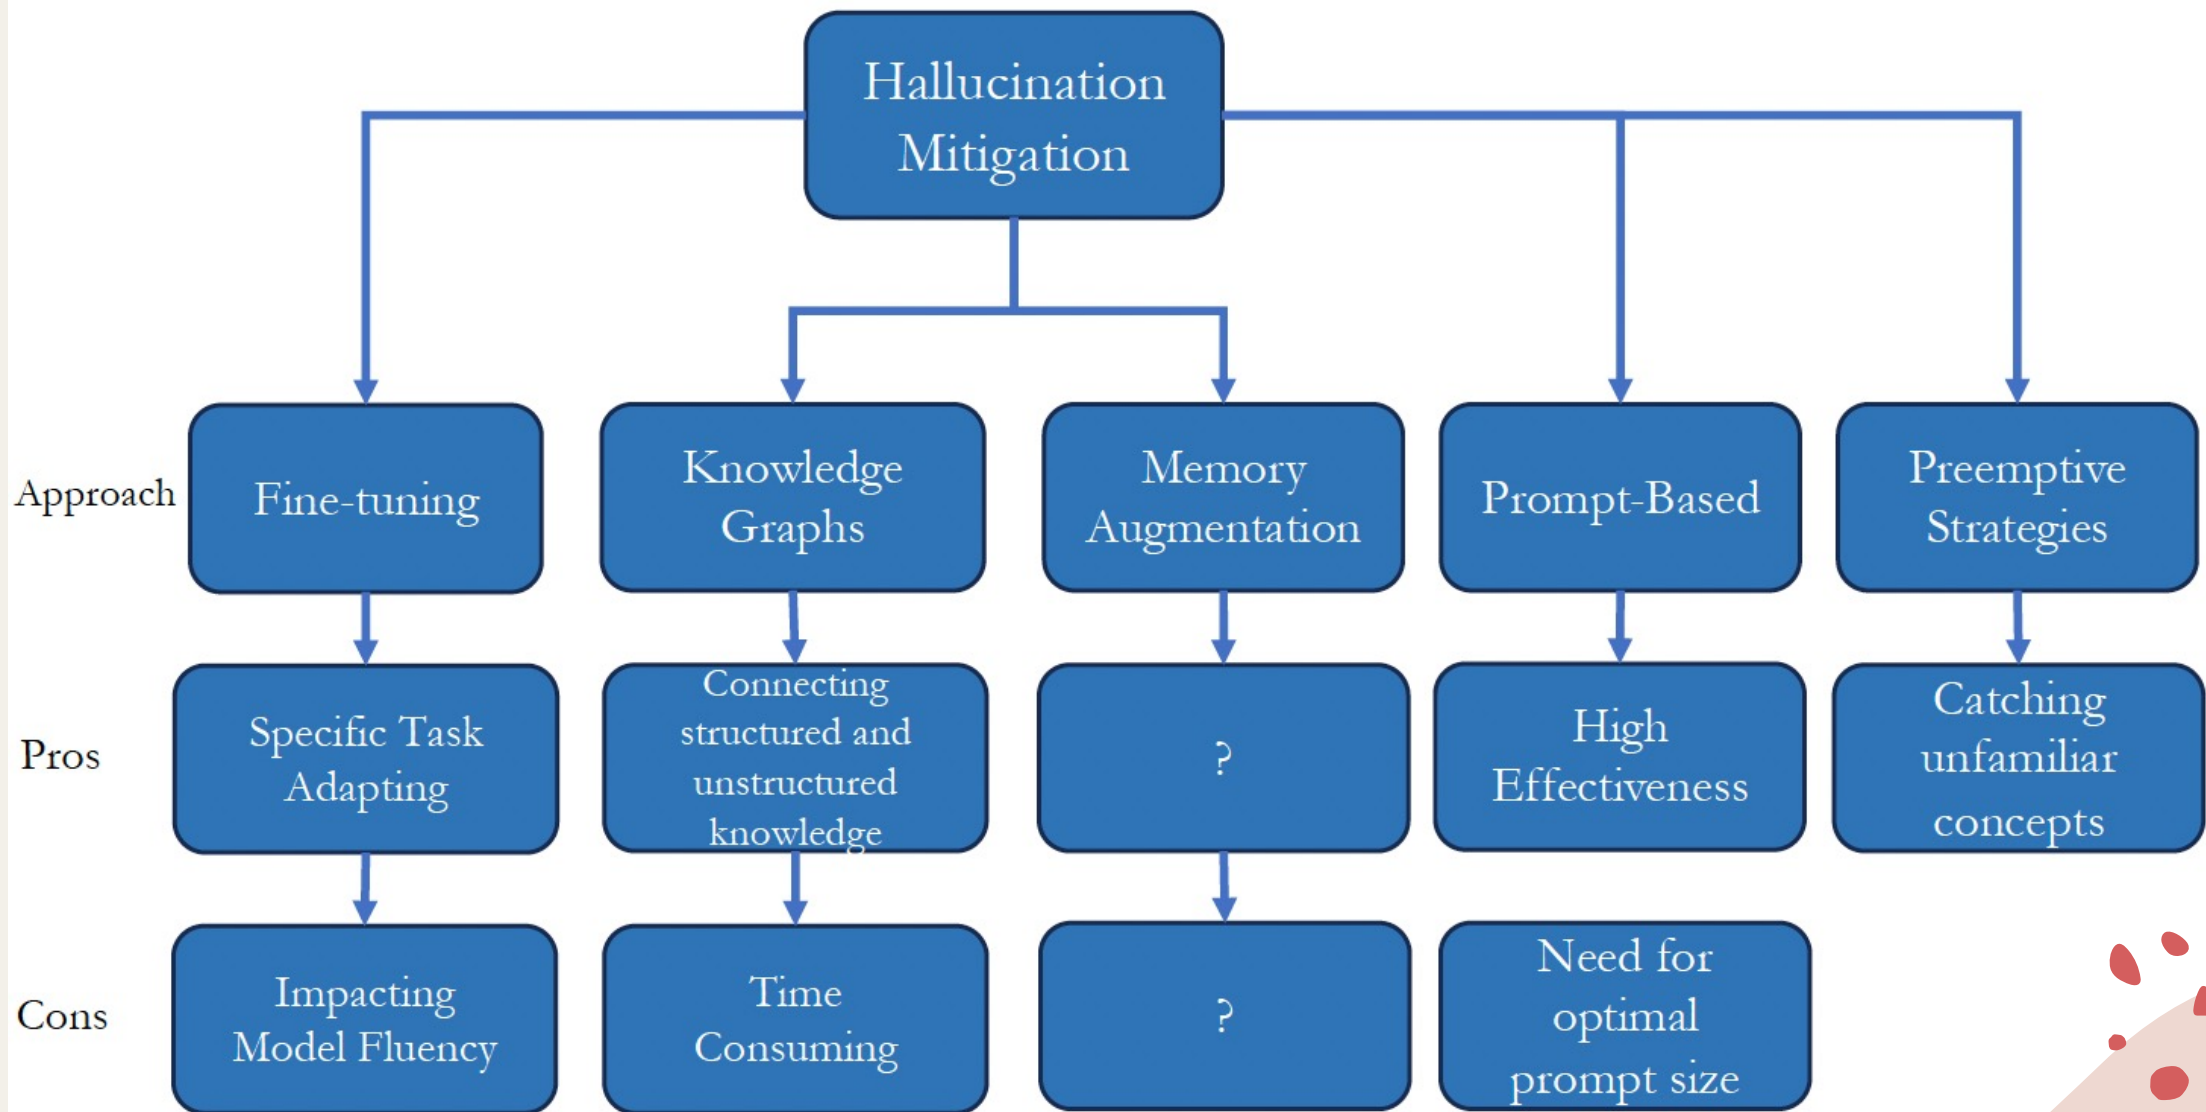 Hallucination
Mitigation
Approach
Fine-tuning
Knowledge
Graphs
Memory
Augmentation
Prompt-Based
Preemptive
Strategies
Pros
Specific Task
Adapting
Connecting
structured and
unstructured
knowledge
?
High
Effectiveness
Catching
unfamiliar
concepts
Cons
Impacting
Model Fluency
Time
Consuming
?
Need for
optimal
prompt size